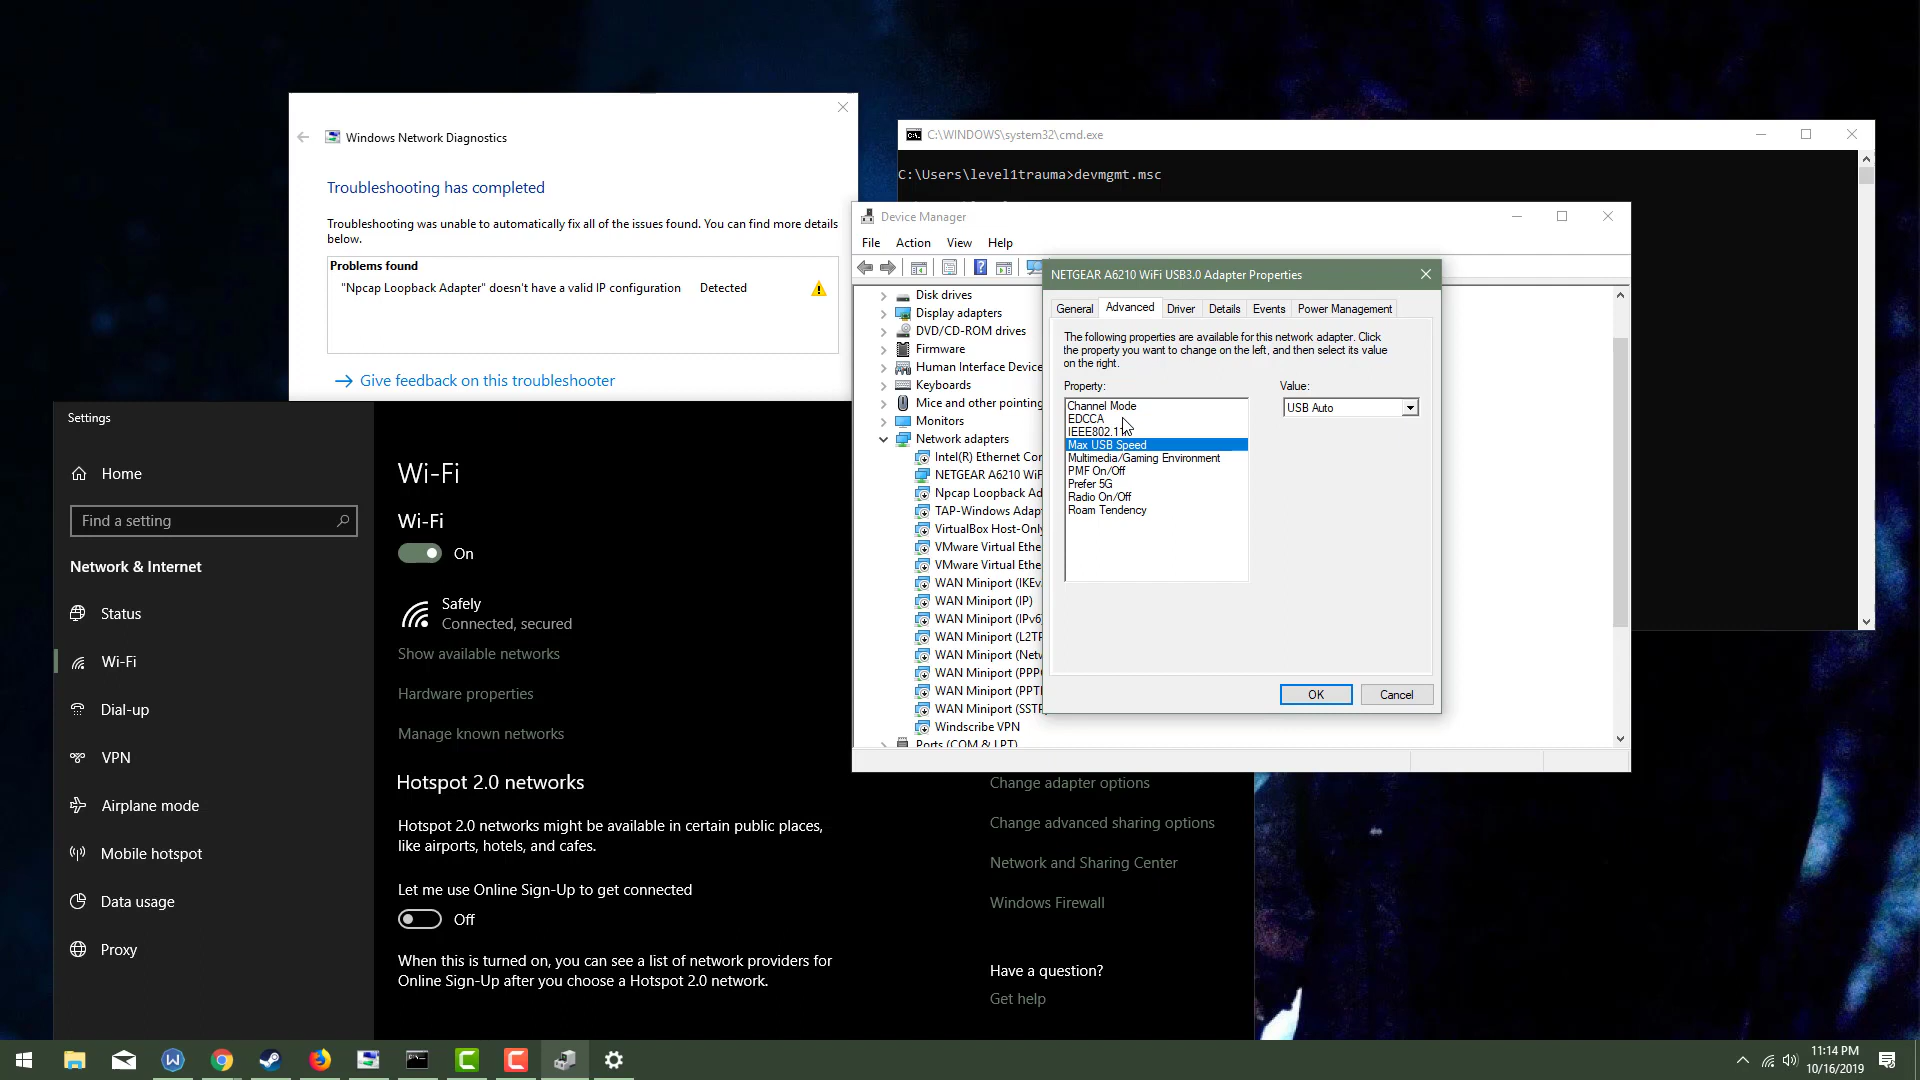 Windows Network Diagnostics
Troubleshooting has completed
Troubleshooting was unable to automatically fix all of the issues found. You can find more details
below.
Problems found
"Npcap Loopback Adapter" doesn't have a valid IP configuration Detected
Give feedback on this troubleshooter
C:\WINDOWS\system32\cmd.exe
C:\Users\level1trauma>devmgmt.msc
Device Manager
File Action View Help
Disk drives
Display adapters
DVD/CD-ROM drives
Firmware
Human Interface Device
Keyboards
Mice and other pointing
Monitors
Network adapters
Intel(R) Ethernet Cor
NETGEAR A6210 WiF
Npcap Loopback Ad
TAP-Windows Adap
VirtualBox Host-Only
VMware Virtual Ethe
VMware Virtual Ethe
WAN Miniport (IKEv
WAN Miniport (IP)
WAN Miniport (IPv6)
WAN Miniport (L2TP
WAN Miniport (Netw
WAN Miniport (PPPO
WAN Miniport (PPTP
WAN Miniport (SSTP
Windscribe VPN
Ports (COM & LPT)
NETGEAR A6210 WiFi USB3.0 Adapter Properties
General Advanced Driver Details Events Power Management
The following properties are available for this network adapter. Click
the property you want to change on the left, and then select its value
on the right.
Property: Value:
Channel Mode
EDCCA
IEEE802.11
Max USB Speed
Multimedia/Gaming Environment
PMF On/Off
Prefer 5G
Radio On/Off
Roam Tendency
USB Auto
OK Cancel
Settings
Home
Find a setting
Network & Internet
Status
Wi-Fi
Dial-up
VPN
Airplane mode
Mobile hotspot
Data usage
Proxy
Wi-Fi
Wi-Fi
On
Safely
Connected, secured
Show available networks
Hardware properties
Manage known networks
Hotspot 2.0 networks
Hotspot 2.0 networks might be available in certain public places,
like airports, hotels, and cafes.
Let me use Online Sign-Up to get connected
Off
When this is turned on, you can see a list of network providers for
Online Sign-Up after you choose a Hotspot 2.0 network.
Change adapter options
Change advanced sharing options
Network and Sharing Center
Windows Firewall
Have a question?
Get help
11:14 PM
10/16/2019